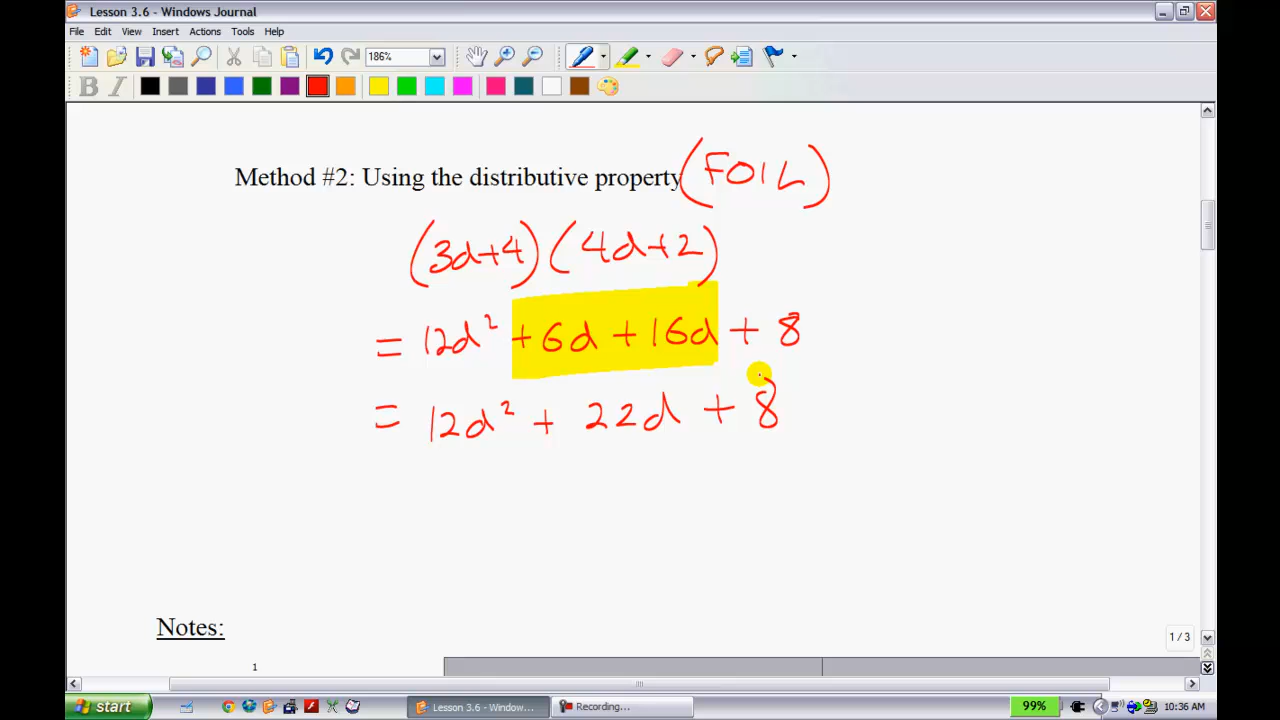 Lesson 3.6 - Windows Journal
File Edit View Insert Actions Tools Help
186%
B I
Method #2: Using the distributive property (FOIL)
(3d+4)(4d+2)
= 12d² +6d + 16d + 8
= 12d² + 22d + 8
Notes:
1 / 3
1
start Lesson 3.6 - Window... Recording... 99% 10:36 AM